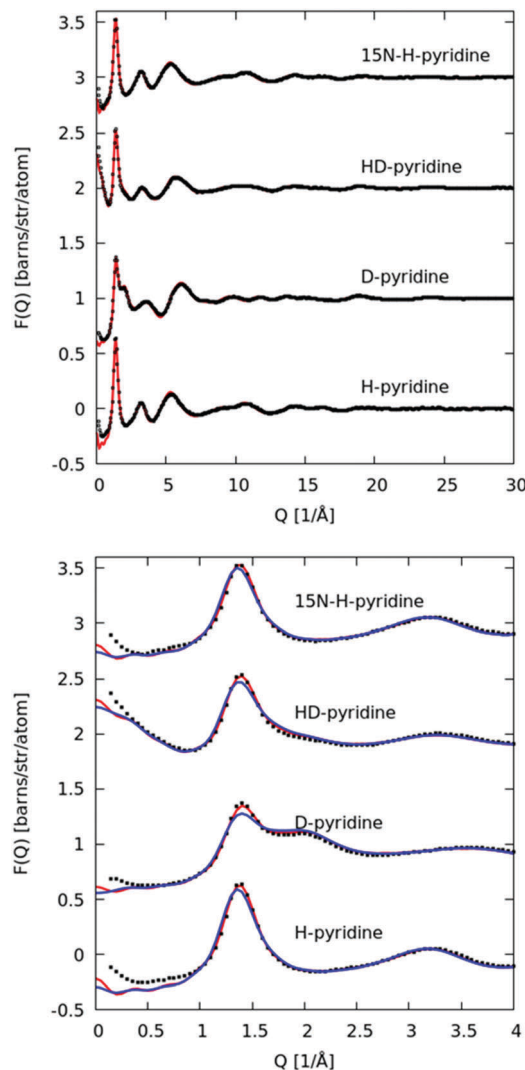 3.5
3
2.5
2
1.5
1
0.5
0
-0.5
F(Q) [barns/str/atom]
15N-H-pyridine
HD-pyridine
D-pyridine
H-pyridine
0 5 10 15 20 25 30
Q [1/Å]
3.5
3
2.5
2
1.5
1
0.5
0
-0.5
F(Q) [barns/str/atom]
15N-H-pyridine
HD-pyridine
D-pyridine
H-pyridine
0 0.5 1 1.5 2 2.5 3 3.5 4
Q [1/Å]